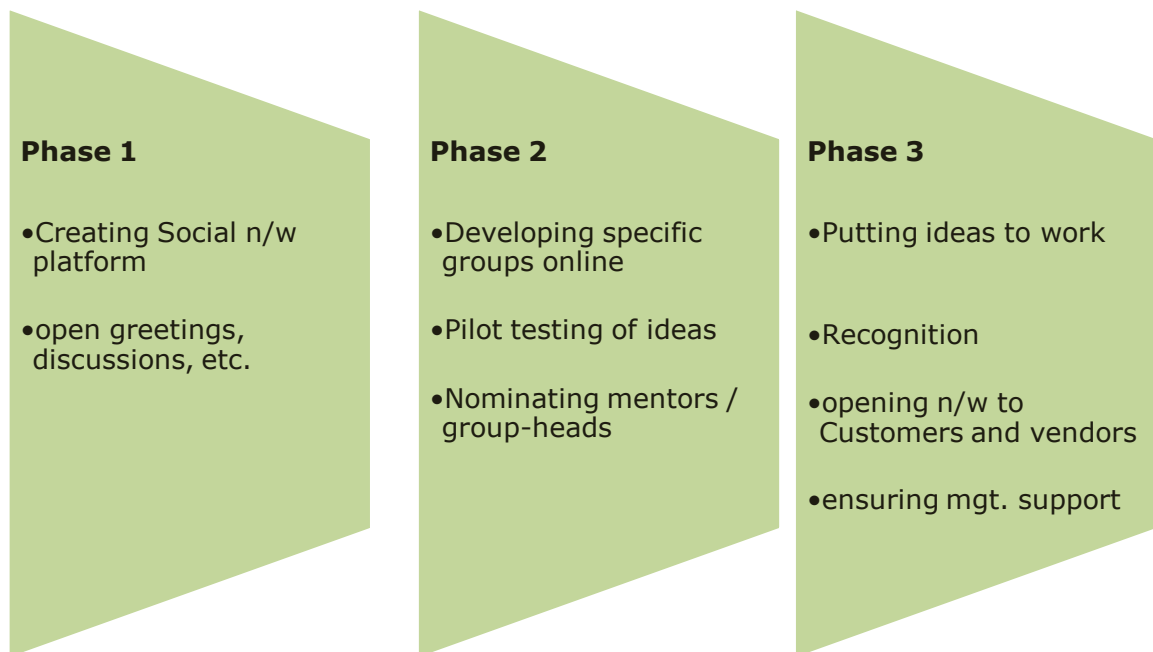 Phase 1
•Creating Social n/w
platform
•open greetings,
discussions, etc.
Phase 2
•Developing specific
groups online
•Pilot testing of ideas
•Nominating mentors /
group-heads
Phase 3
•Putting ideas to work
•Recognition
•opening n/w to
Customers and vendors
•ensuring mgt. support